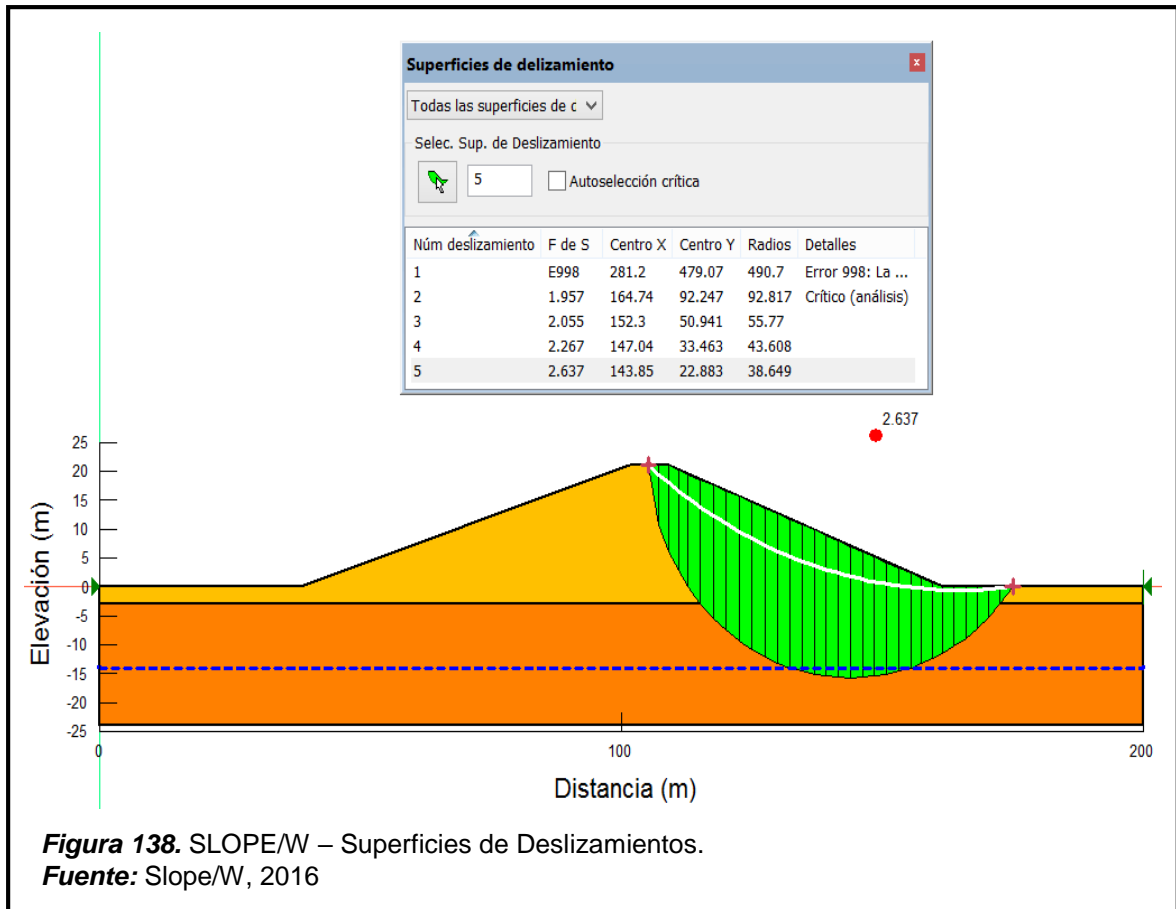 Superficies de delizamiento
x
Todas las superficies de c
Selec. Sup. de Deslizamiento
5
Autoselección crítica
Núm deslizamiento F de S Centro X Centro Y Radios Detalles
1 E998 281.2 479.07 490.7 Error 998: La ...
2 1.957 164.74 92.247 92.817 Crítico (análisis)
3 2.055 152.3 50.941 55.77
4 2.267 147.04 33.463 43.608
5 2.637 143.85 22.883 38.649
2.637
25
20
15
10
5
0
-5
-10
-15
-20
-25
Elevación (m)
0 100 200
Distancia (m)
Figura 138. SLOPE/W – Superficies de Deslizamientos.
Fuente: Slope/W, 2016